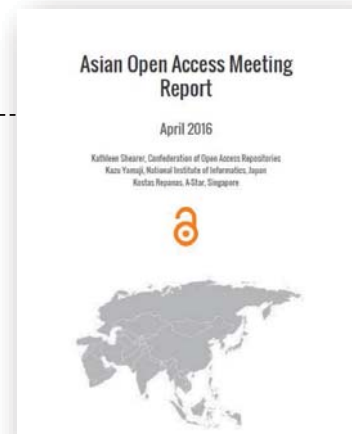 Asian Open Access Meeting
Report
April 2016
Kathleen Shearer, Confederation of Open Access Repositories
Kazu Yamaji, National Institute of Informatics, Japan
Kostas Repanas, A-Star, Singapore